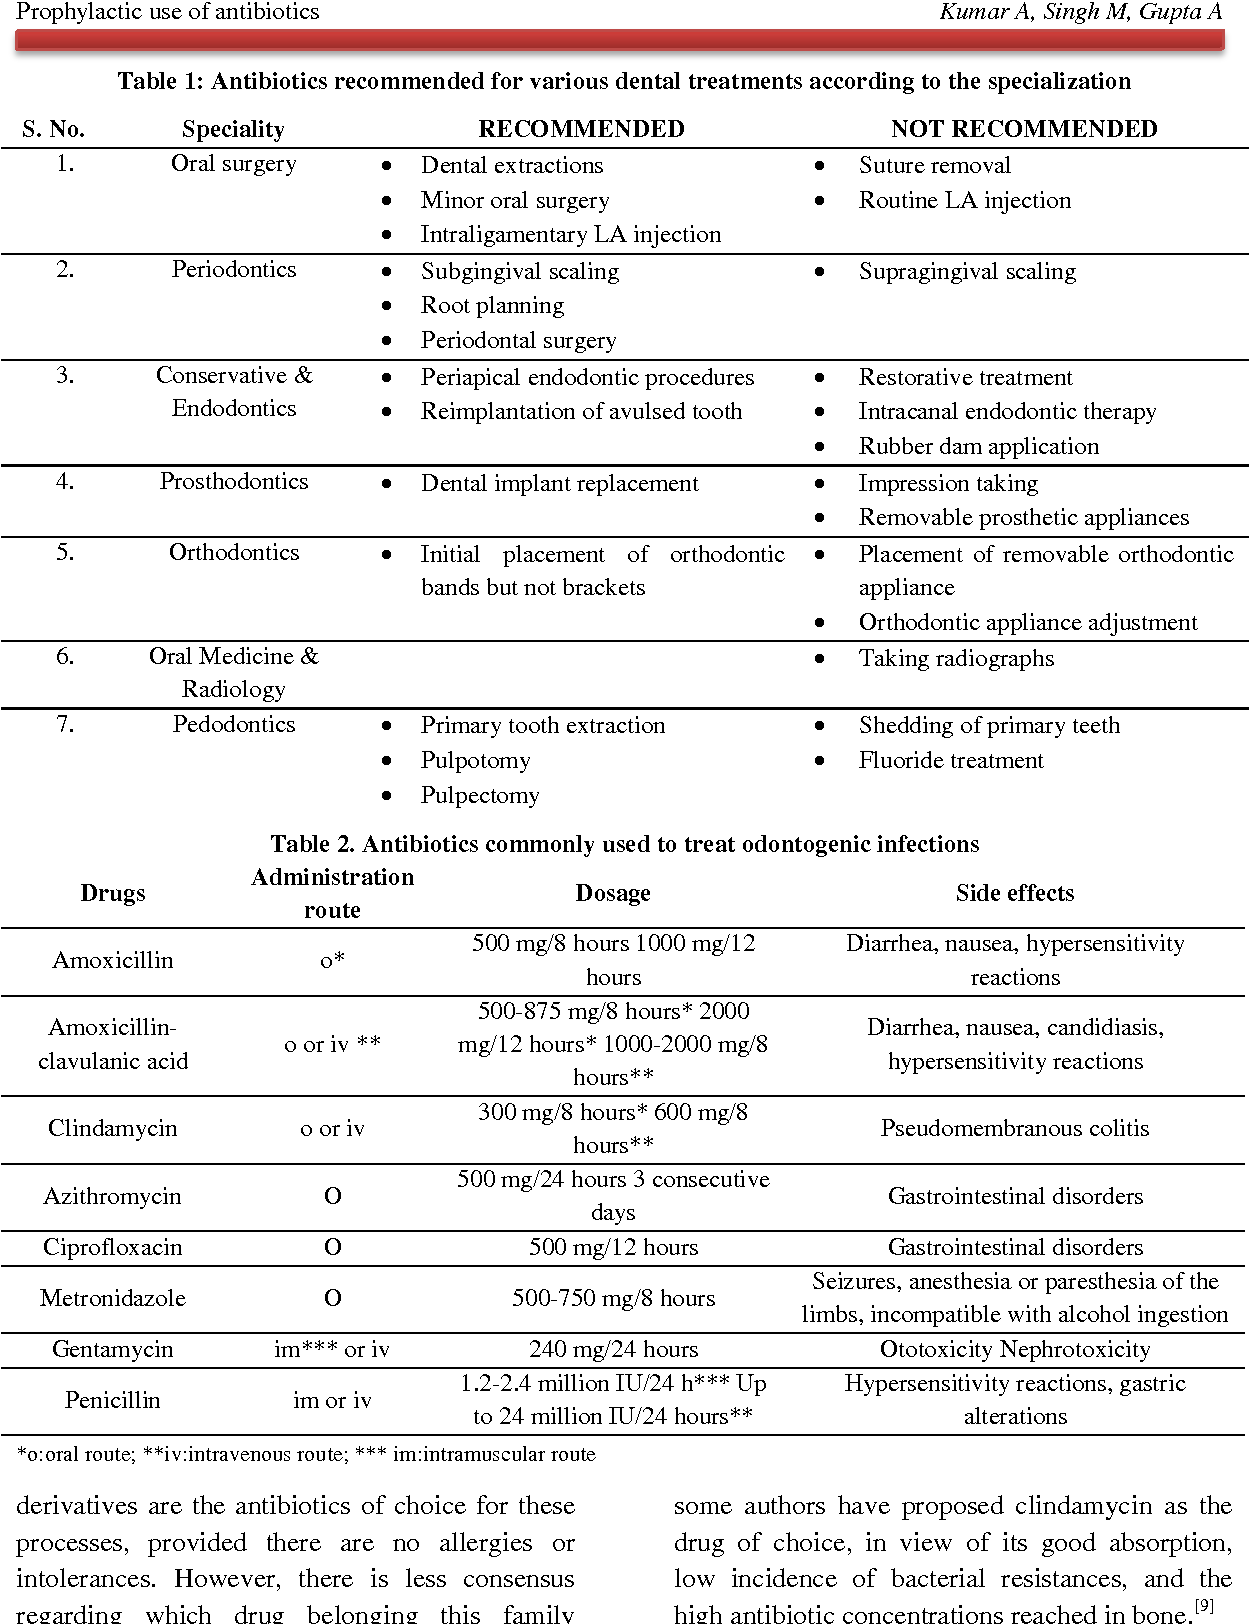 Prophylactic use of antibiotics Kumar A, Singh M, Gupta A
Table 1: Antibiotics recommended for various dental treatments according to the specialization
S. No. Speciality RECOMMENDED NOT RECOMMENDED
1. Oral surgery • Dental extractions • Suture removal
• Minor oral surgery • Routine LA injection
• Intraligamentary LA injection
2. Periodontics • Subgingival scaling • Supragingival scaling
• Root planning
• Periodontal surgery
3. Conservative & • Periapical endodontic procedures • Restorative treatment
Endodontics • Reimplantation of avulsed tooth • Intracanal endodontic therapy
• Rubber dam application
4. Prosthodontics • Dental implant replacement • Impression taking
• Removable prosthetic appliances
5. Orthodontics • Initial placement of orthodontic • Placement of removable orthodontic
bands but not brackets appliance
• Orthodontic appliance adjustment
6. Oral Medicine & • Taking radiographs
Radiology
7. Pedodontics • Primary tooth extraction • Shedding of primary teeth
• Pulpotomy • Fluoride treatment
• Pulpectomy
Table 2. Antibiotics commonly used to treat odontogenic infections
Drugs Administration Dosage Side effects
route
Amoxicillin o* 500 mg/8 hours 1000 mg/12 Diarrhea, nausea, hypersensitivity
hours reactions
Amoxicillin- o or iv ** 500-875 mg/8 hours* 2000 Diarrhea, nausea, candidiasis,
clavulanic acid mg/12 hours* 1000-2000 mg/8 hypersensitivity reactions
hours**
Clindamycin o or iv 300 mg/8 hours* 600 mg/8 Pseudomembranous colitis
hours**
Azithromycin O 500 mg/24 hours 3 consecutive Gastrointestinal disorders
days
Ciprofloxacin O 500 mg/12 hours Gastrointestinal disorders
Metronidazole O 500-750 mg/8 hours Seizures, anesthesia or paresthesia of the
limbs, incompatible with alcohol ingestion
Gentamycin im*** or iv 240 mg/24 hours Ototoxicity Nephrotoxicity
Penicillin im or iv 1.2-2.4 million IU/24 h*** Up Hypersensitivity reactions, gastric
to 24 million IU/24 hours** alterations
*o:oral route; **iv:intravenous route; *** im:intramuscular route
derivatives are the antibiotics of choice for these
processes, provided there are no allergies or
intolerances. However, there is less consensus
regarding which drug belonging this family
some authors have proposed clindamycin as the
drug of choice, in view of its good absorption,
low incidence of bacterial resistances, and the
high antibiotic concentrations reached in bone.[9]